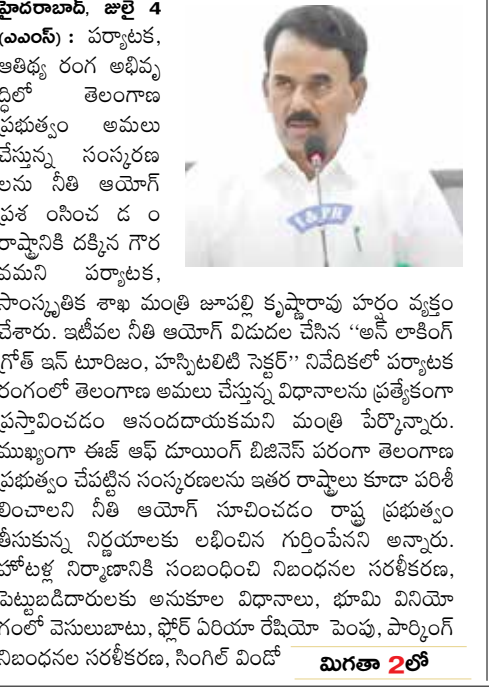 హైదరాబాద్, జులై 4
(ఎఎంస్) : పర్యాటక,
ఆతిథ్య రంగ అభివృ
ద్ధిలో తెలంగాణ
ప్రభుత్వం అమలు
చేస్తున్న సంస్కరణ
లను నీతి ఆయోగ్
ప్రశ ంసించ డ ం
రాష్ట్రానికి దక్కిన గౌర
వమని పర్యాటక,
I&PR
సాంస్కృతిక శాఖ మంత్రి జూపల్లి కృష్ణారావు హర్షం వ్యక్తం
చేశారు. ఇటీవల నీతి ఆయోగ్ విడుదల చేసిన ‘‘అన్ లాకింగ్
గ్రోత్ ఇన్ టూరిజం, హస్పిటలిటి సెక్టర్’’ నివేదికలో పర్యాటక
రంగంలో తెలంగాణ అమలు చేస్తున్న విధానాలను ప్రత్యేకంగా
ప్రస్తావించడం ఆనందదాయకమని మంత్రి పేర్కొన్నారు.
ముఖ్యంగా ఈజ్ ఆఫ్ డూయింగ్ బిజినెస్ పరంగా తెలంగాణ
ప్రభుత్వం చేపట్టిన సంస్కరణలను ఇతర రాష్ట్రాలు కూడా పరిశీ
లించాలని నీతి ఆయోగ్ సూచించడం రాష్ట్ర ప్రభుత్వం
తీసుకున్న నిర్ణయాలకు లభించిన గుర్తింపేనని అన్నారు.
హోటళ్ల నిర్మాణానికి సంబంధించి నిబంధనల సరళీకరణ,
పెట్టుబడిదారులకు అనుకూల విధానాలు, భూమి వినియో
గంలో వెసులుబాటు, ఫ్లోర్ ఏరియా రేషియో పెంపు, పార్కింగ్
నిబంధనల సరళీకరణ, సింగిల్ విండో మిగతా 2లో